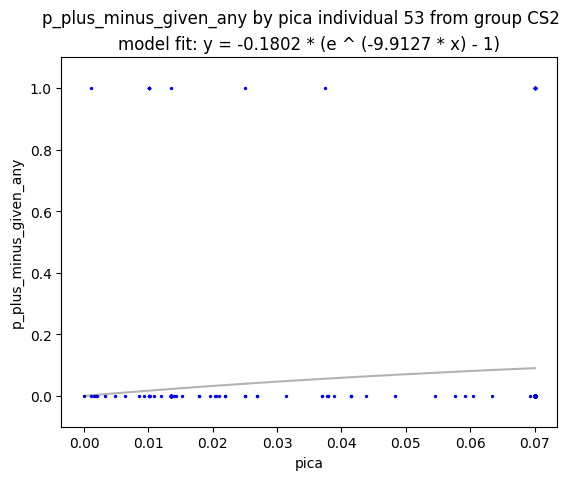 p_plus_minus_given_any by pica individual 53 from group CS2
model fit: y = -0.1802 * (e ^ (-9.9127 * x) - 1)
p_plus_minus_given_any
1.0
0.8
0.6
0.4
0.2
0.0
0.00 0.01 0.02 0.03 0.04 0.05 0.06 0.07
pica